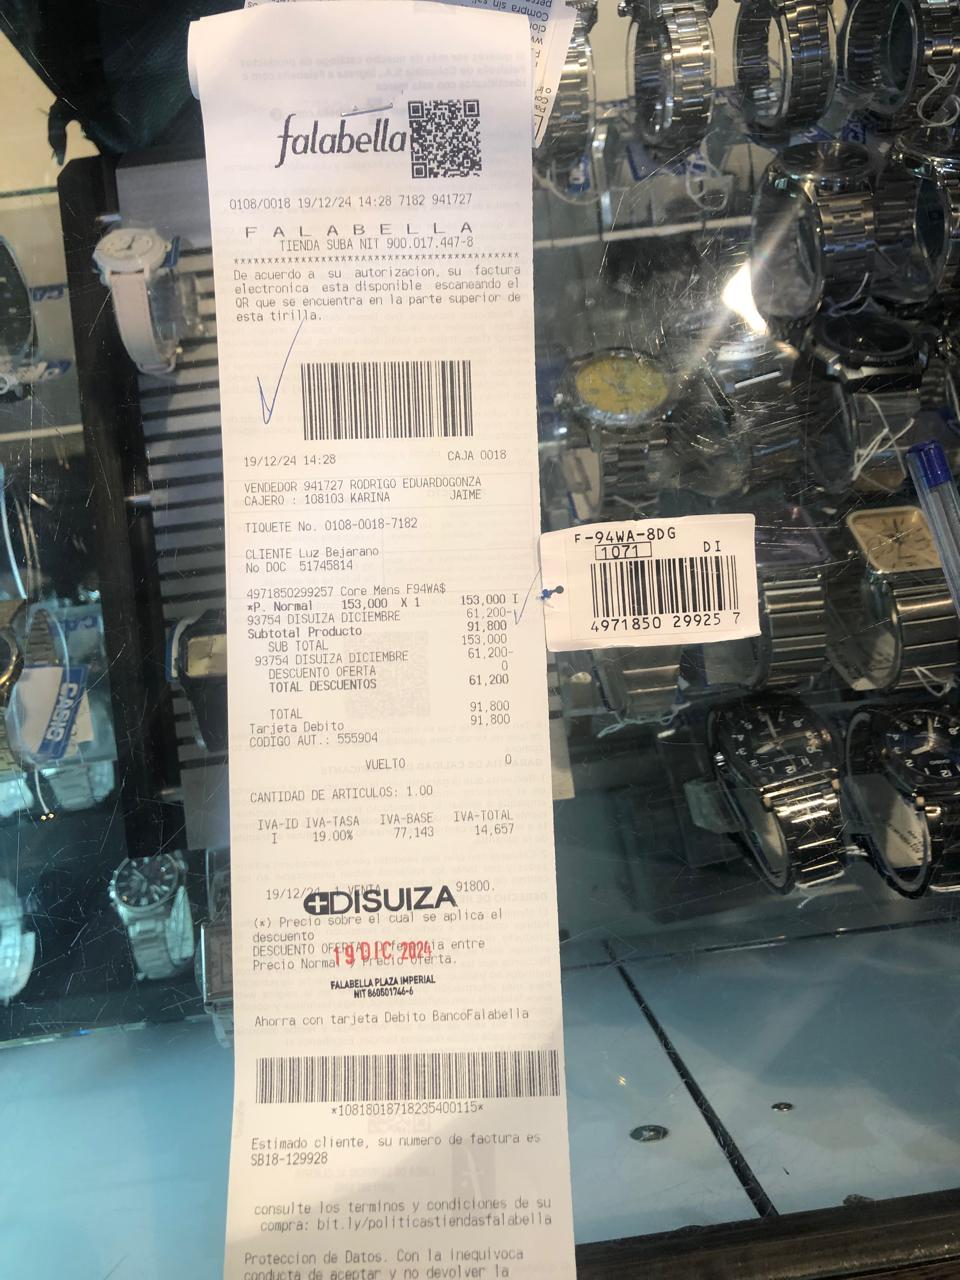 falabella
0108/0018 19/12/24 14:28 7182 941727
F A L A B E L L A
TIENDA SUBA NIT 900.017.447-8
****************************************
De acuerdo a su autorizacion, su factura
electronica esta disponible escaneando el
QR que se encuentra en la parte superior de
esta tirilla.
19/12/24 14:28 CAJA 0018
VENDEDOR 941727 RODRIGO EDUARDOGONZA
CAJERO : 108103 KARINA JAIME
TIQUETE No. 0108-0018-7182
CLIENTE Luz Bejarano
No DOC 51745814
4971850299257 Core Mens F94WA$
*P. Normal 153,000 X 1 153,000 I
93754 DISUIZA DICIEMBRE 61,200-
Subtotal Producto 91,800
SUB TOTAL 153,000
93754 DISUIZA DICIEMBRE 61,200-
DESCUENTO OFERTA 0
TOTAL DESCUENTOS 61,200
TOTAL 91,800
Tarjeta Debito 91,800
CODIGO AUT.: 555904
VUELTO 0
CANTIDAD DE ARTICULOS: 1.00
IVA-ID IVA-TASA IVA-BASE IVA-TOTAL
I 19.00% 77,143 14,657
19/12/24 1 VENTA 91800.
DISUIZA
(*) Precio sobre el cual se aplica el
descuento
DESCUENTO OFERTA entre
19 DIC 2024
Precio Normal y Precio Oferta.
FALABELLA PLAZA IMPERIAL
NIT 860501746-6
Ahorra con tarjeta Debito BancoFalabella
*10818018718235400115*
Estimado cliente, su numero de factura es
SB18-129928
consulte los terminos y condiciones de su
compra: bit.ly/politicastiendasfalabella
Proteccion de Datos. Con la inequivoca
conducta de aceptar y no devolver la
F-94WA-8DG
1071 DI
4971850 29925 7
CASIO